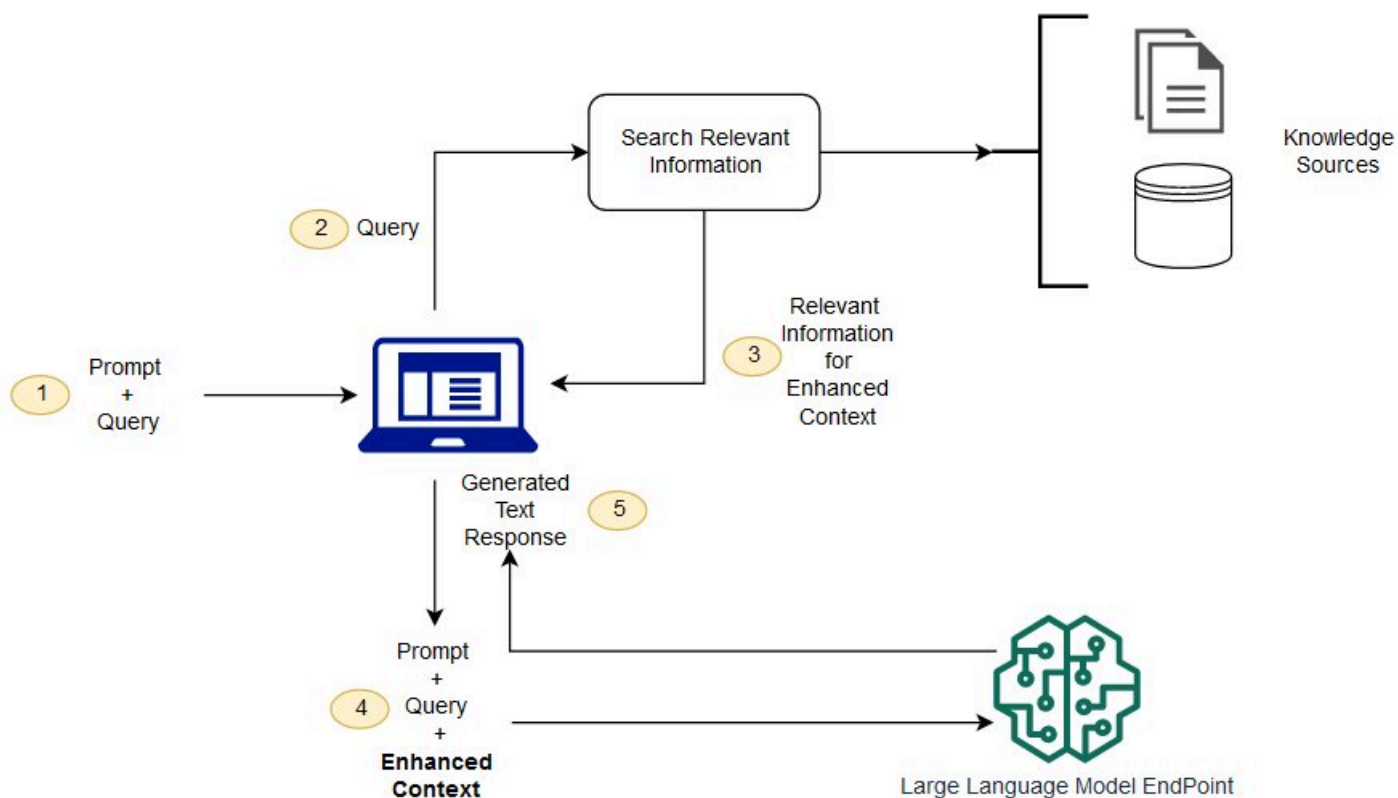 Search Relevant
Information
Knowledge
Sources
2
Query
Relevant
Information
for
Enhanced
Context
3
1
Prompt
+
Query
Generated
Text
Response
5
Prompt
+
4
Query
+
Enhanced
Context
Large Language Model EndPoint